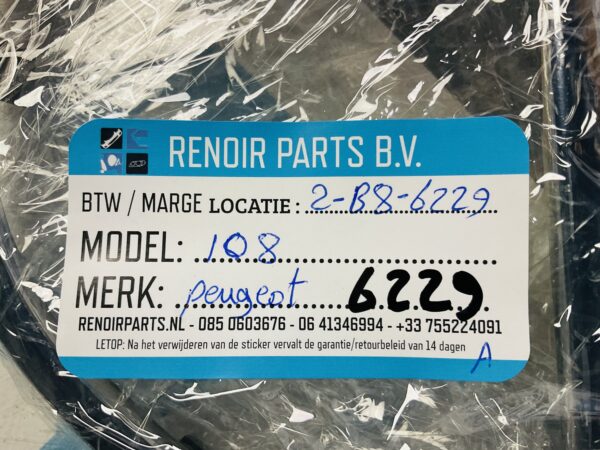 RENOIR PARTS B.V.
BTW / MARGE LOCATIE : 2-B8-6229
MODEL: 108
MERK: peugeot 6229
RENOIRPARTS.NL - 085 0603676 - 06 41346994 - +33 755224091
LETOP: Na het verwijderen van de sticker vervalt de garantie/retourbeleid van 14 dagen
A